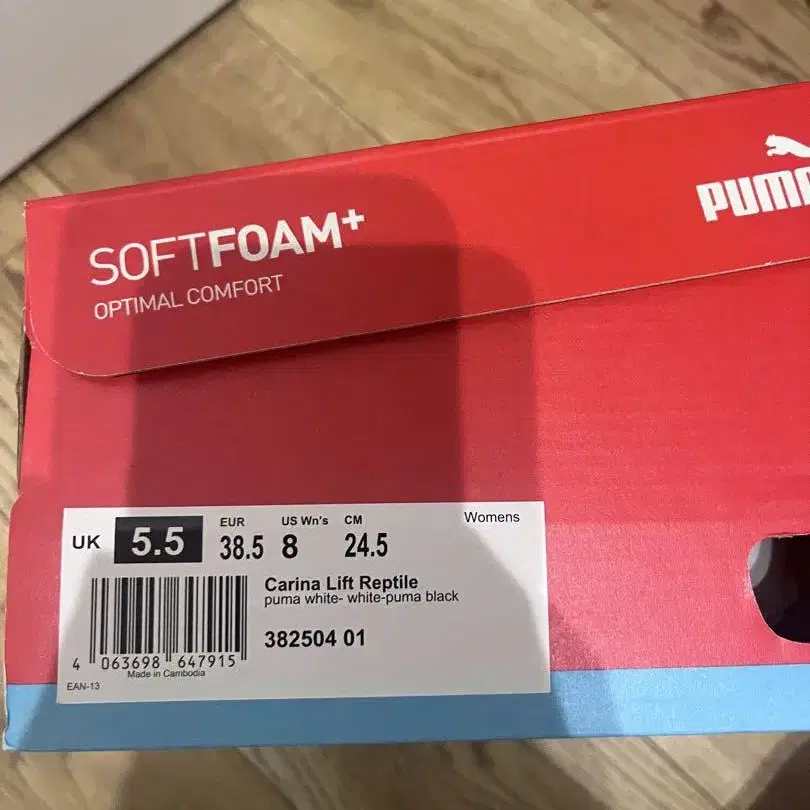 PUMA
SOFTFOAM+
OPTIMAL COMFORT
UK 5.5
EUR 38.5
US Wn's 8
CM 24.5
Womens
Carina Lift Reptile
puma white- white-puma black
382504 01
4 063698 647915
Made in Cambodia
EAN-13